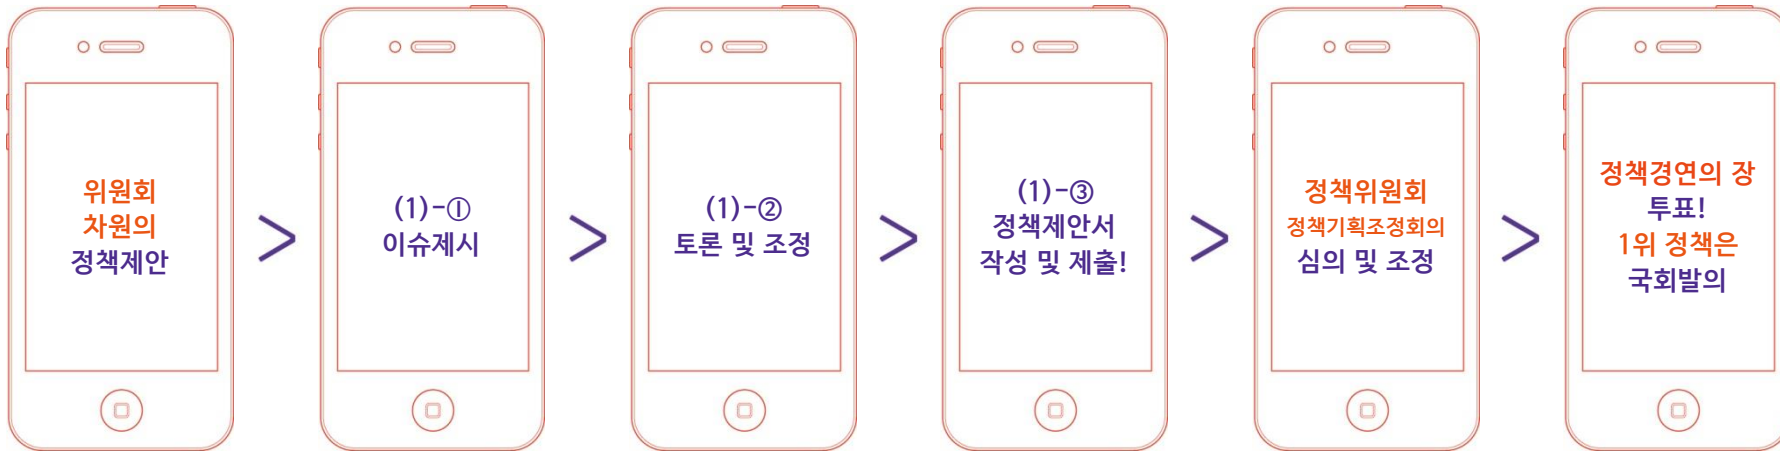 위원회
차원의
정책제안
>
(1)-①
이슈제시
>
(1)-②
토론 및 조정
>
(1)-③
정책제안서
작성 및 제출!
>
정책위원회
정책기획조정회의
심의 및 조정
>
정책경연의 장
투표!
1위 정책은
국회발의